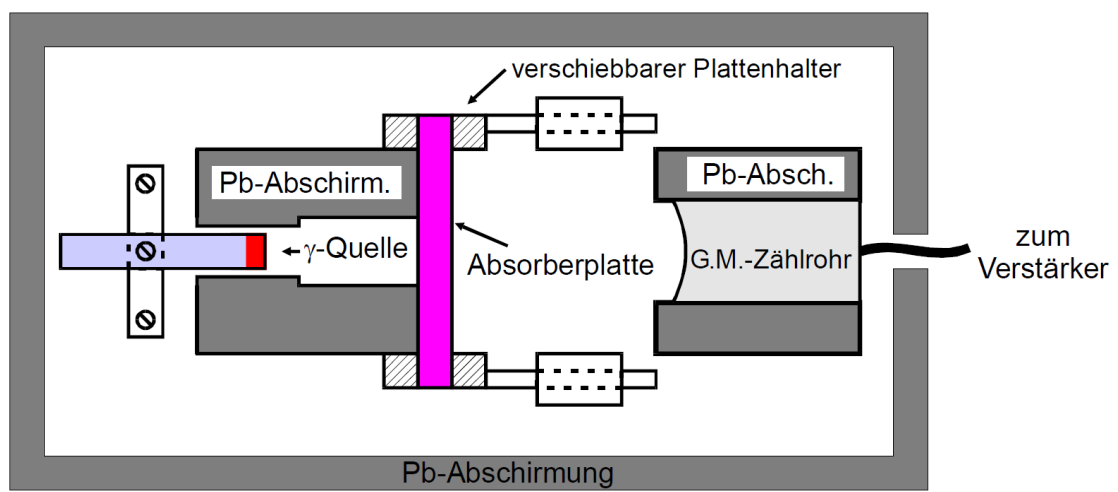 verschiebbarer Plattenhalter
Pb-Abschirm.
Pb-Absch.
γ-Quelle
Absorberplatte
G.M.-Zählrohr
zum
Verstärker
Pb-Abschirmung